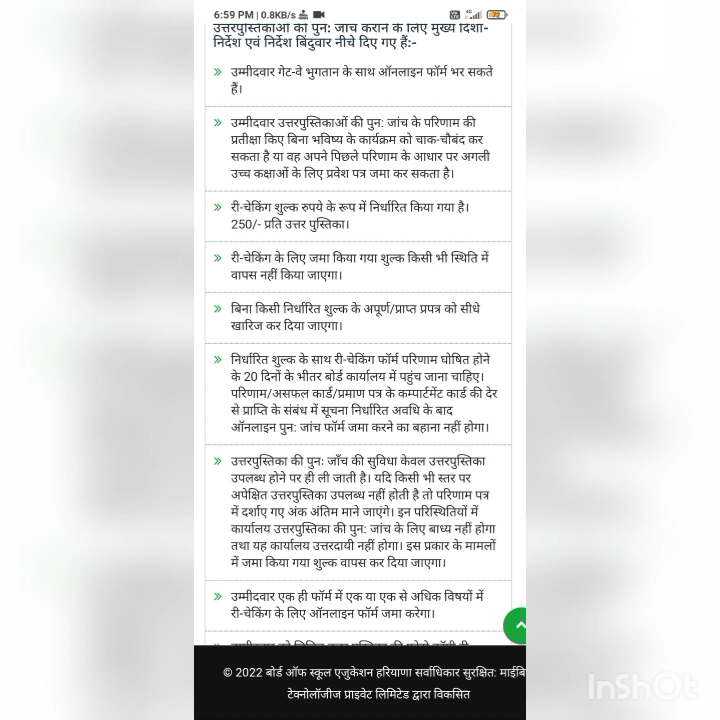 6:59 PM | 0.8KB/s
4G
72
उत्तरपुस्तिकाओं की पुन: जांच कराने के लिए मुख्य दिशा-
निर्देश एवं निर्देश बिंदुवार नीचे दिए गए हैं:-
उम्मीदवार गेट-वे भुगतान के साथ ऑनलाइन फॉर्म भर सकते
हैं।
उम्मीदवार उत्तरपुस्तिकाओं की पुन: जांच के परिणाम की
प्रतीक्षा किए बिना भविष्य के कार्यक्रम को चाक-चौबंद कर
सकता है या वह अपने पिछले परिणाम के आधार पर अगली
उच्च कक्षाओं के लिए प्रवेश पत्र जमा कर सकता है।
री-चेकिंग शुल्क रुपये के रूप में निर्धारित किया गया है।
250/- प्रति उत्तर पुस्तिका।
री-चेकिंग के लिए जमा किया गया शुल्क किसी भी स्थिति में
वापस नहीं किया जाएगा।
बिना किसी निर्धारित शुल्क के अपूर्ण/प्राप्त प्रपत्र को सीधे
खारिज कर दिया जाएगा।
निर्धारित शुल्क के साथ री-चेकिंग फॉर्म परिणाम घोषित होने
के 20 दिनों के भीतर बोर्ड कार्यालय में पहुंच जाना चाहिए।
परिणाम/असफल कार्ड/प्रमाण पत्र के कम्पार्टमेंट कार्ड की देर
से प्राप्ति के संबंध में सूचना निर्धारित अवधि के बाद
ऑनलाइन पुन: जांच फॉर्म जमा करने का बहाना नहीं होगा।
उत्तरपुस्तिका की पुनः जाँच की सुविधा केवल उत्तरपुस्तिका
उपलब्ध होने पर ही ली जाती है। यदि किसी भी स्तर पर
अपेक्षित उत्तरपुस्तिका उपलब्ध नहीं होती है तो परिणाम पत्र
में दर्शाए गए अंक अंतिम माने जाएंगे। इन परिस्थितियों में
कार्यालय उत्तरपुस्तिका की पुन: जांच के लिए बाध्य नहीं होगा
तथा यह कार्यालय उत्तरदायी नहीं होगा। इस प्रकार के मामलों
में जमा किया गया शुल्क वापस कर दिया जाएगा।
उम्मीदवार एक ही फॉर्म में एक या एक से अधिक विषयों में
री-चेकिंग के लिए ऑनलाइन फॉर्म जमा करेगा।
© 2022 बोर्ड ऑफ स्कूल एजुकेशन हरियाणा सर्वाधिकार सुरक्षित: माईबि
टेक्नोलॉजीज प्राइवेट लिमिटेड द्वारा विकसित
InShOt